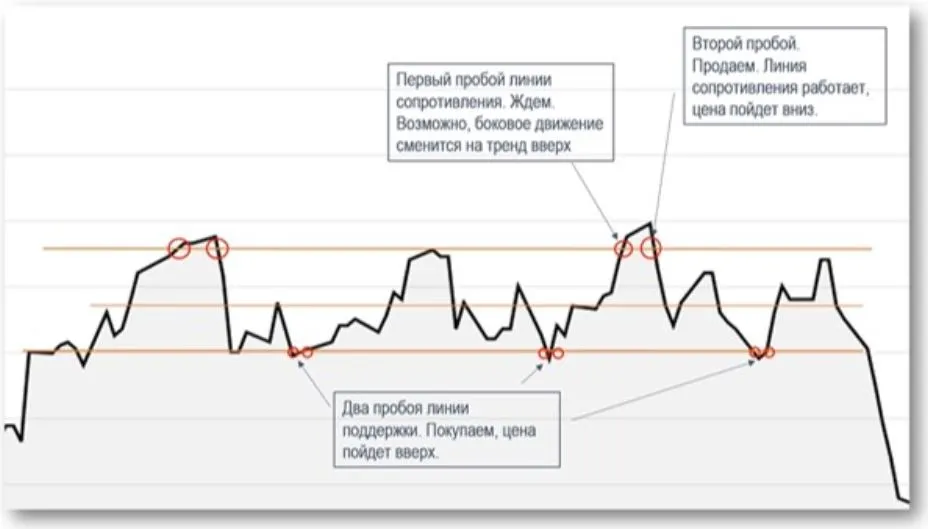 Второй пробой.
Продаем. Линия
сопротивления работает,
цена пойдет вниз.
Первый пробой линии
сопротивления. Ждем.
Возможно, боковое движение
сменится на тренд вверх
Два пробоя линии
поддержки. Покупаем, цена
пойдет вверх.